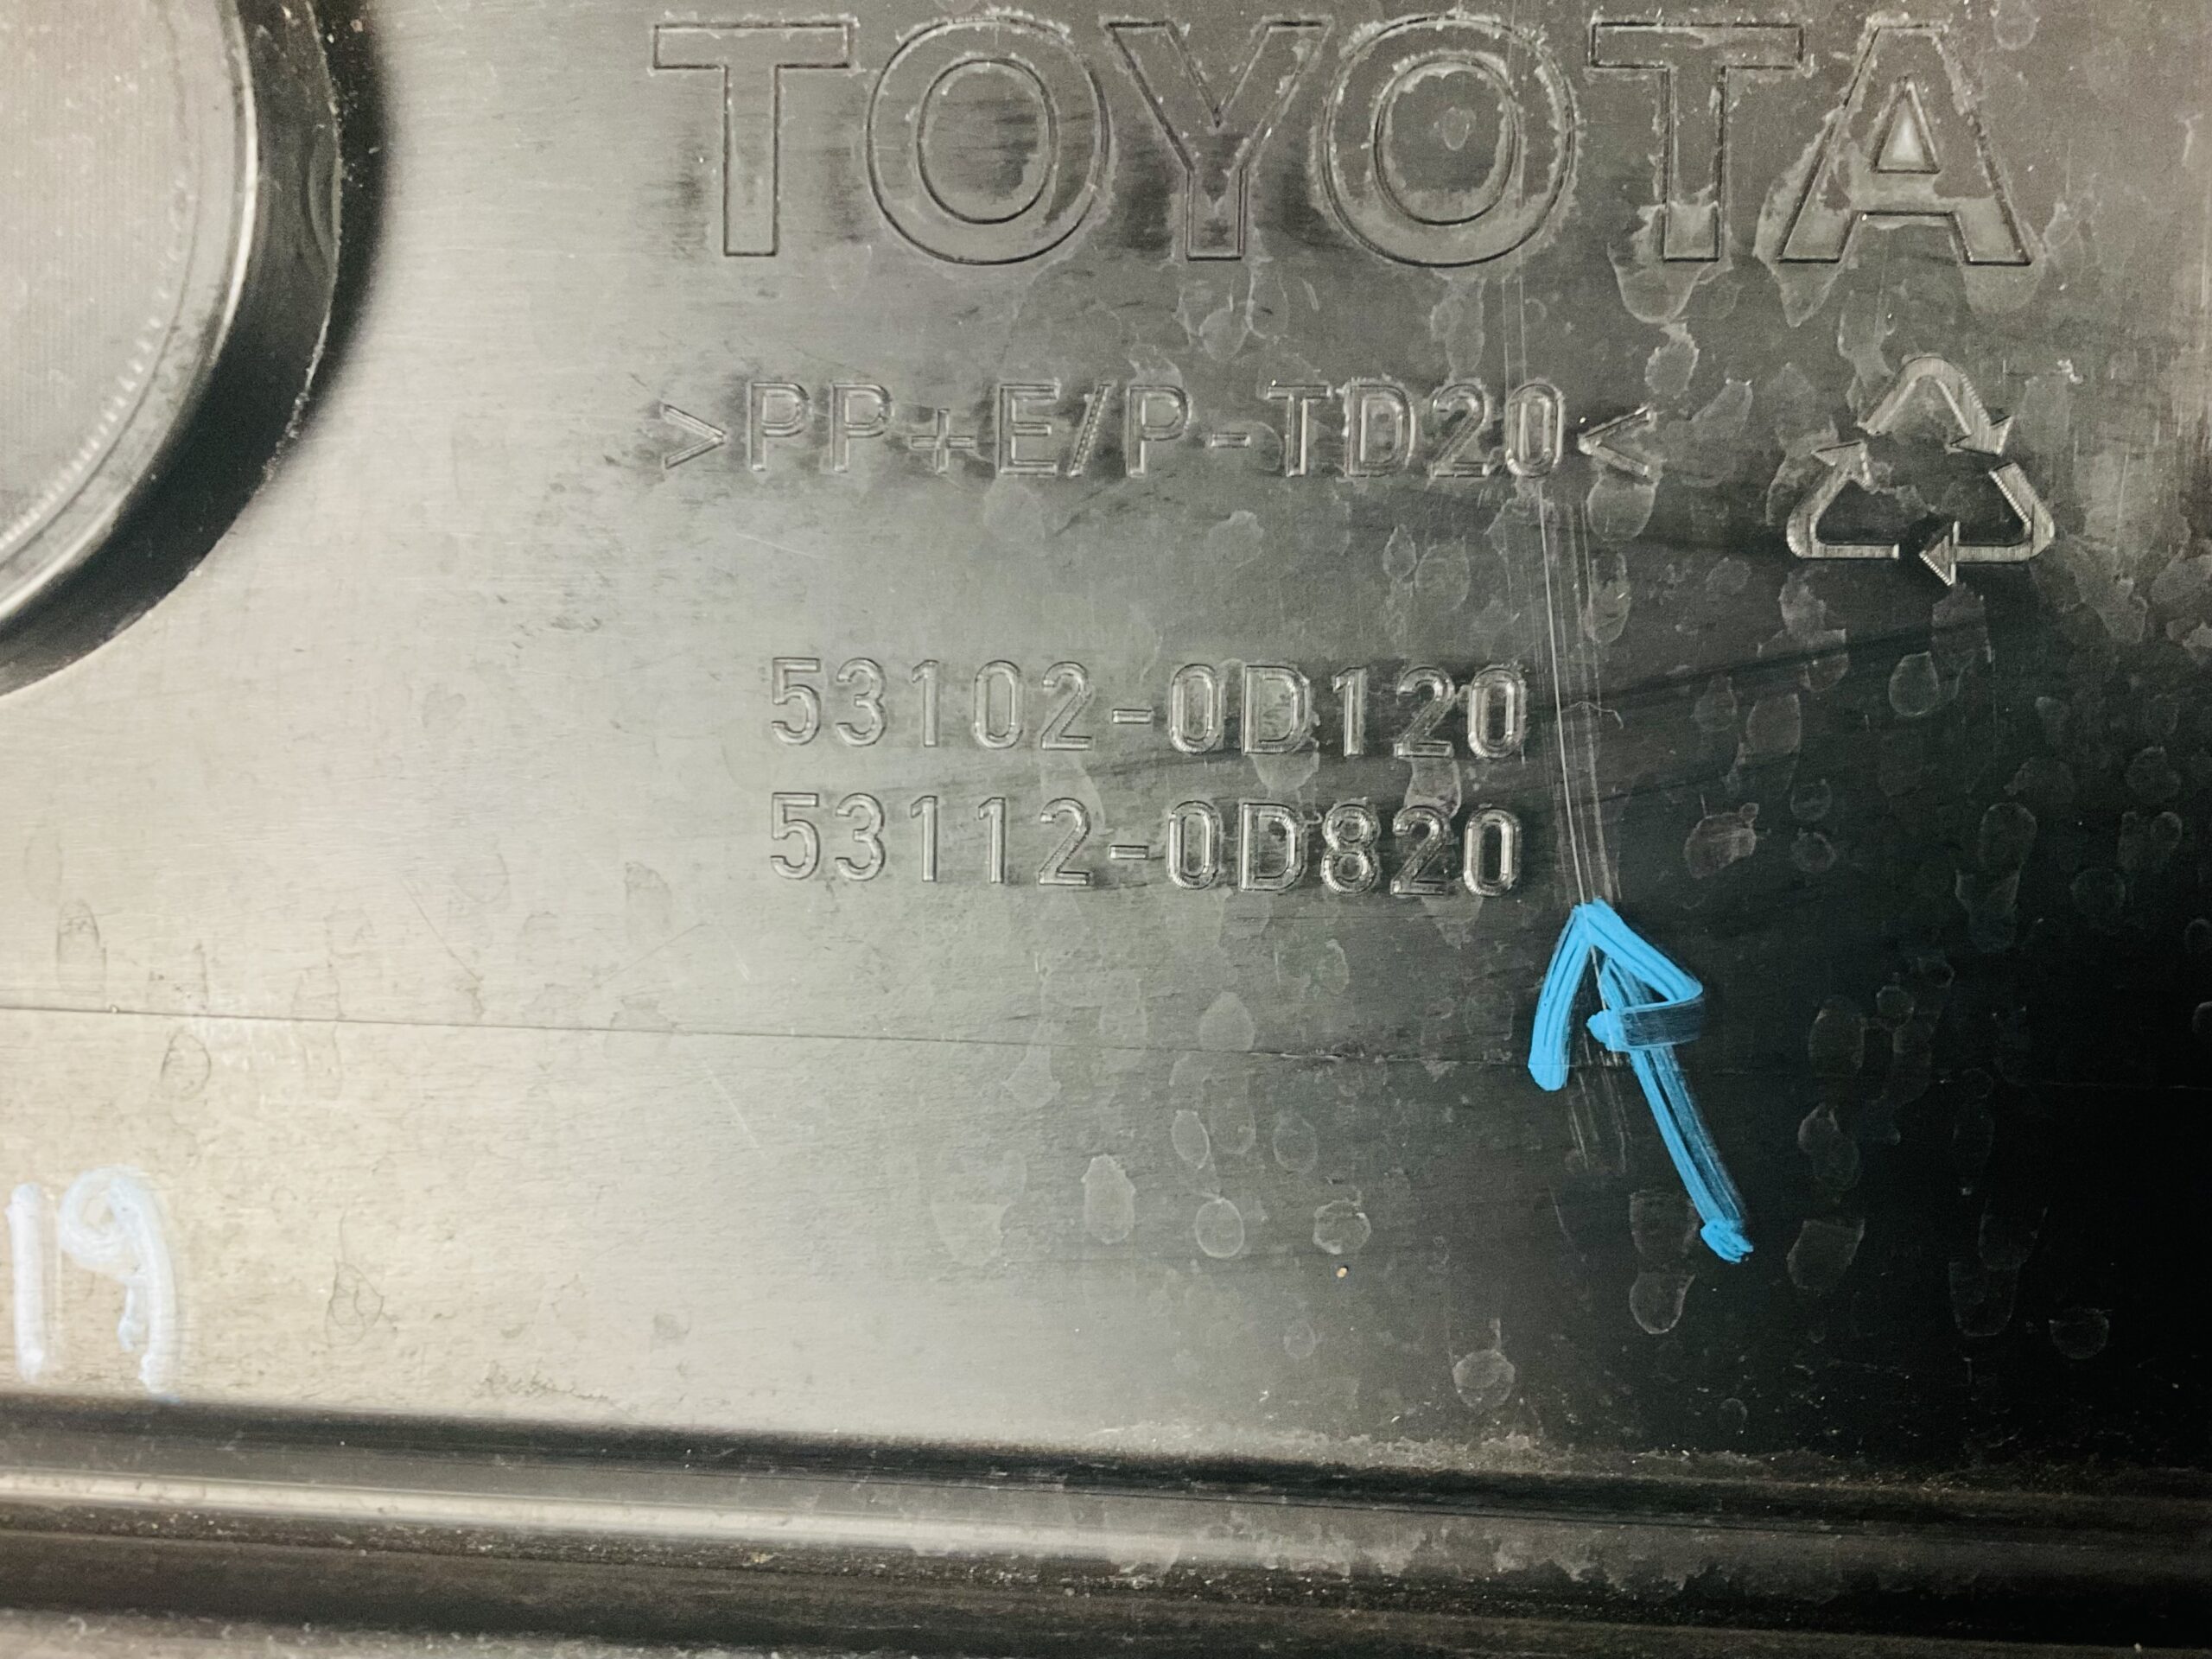 TOYOTA
>PP+E/P-TD20<
53102-0D120
53112-0D820
19